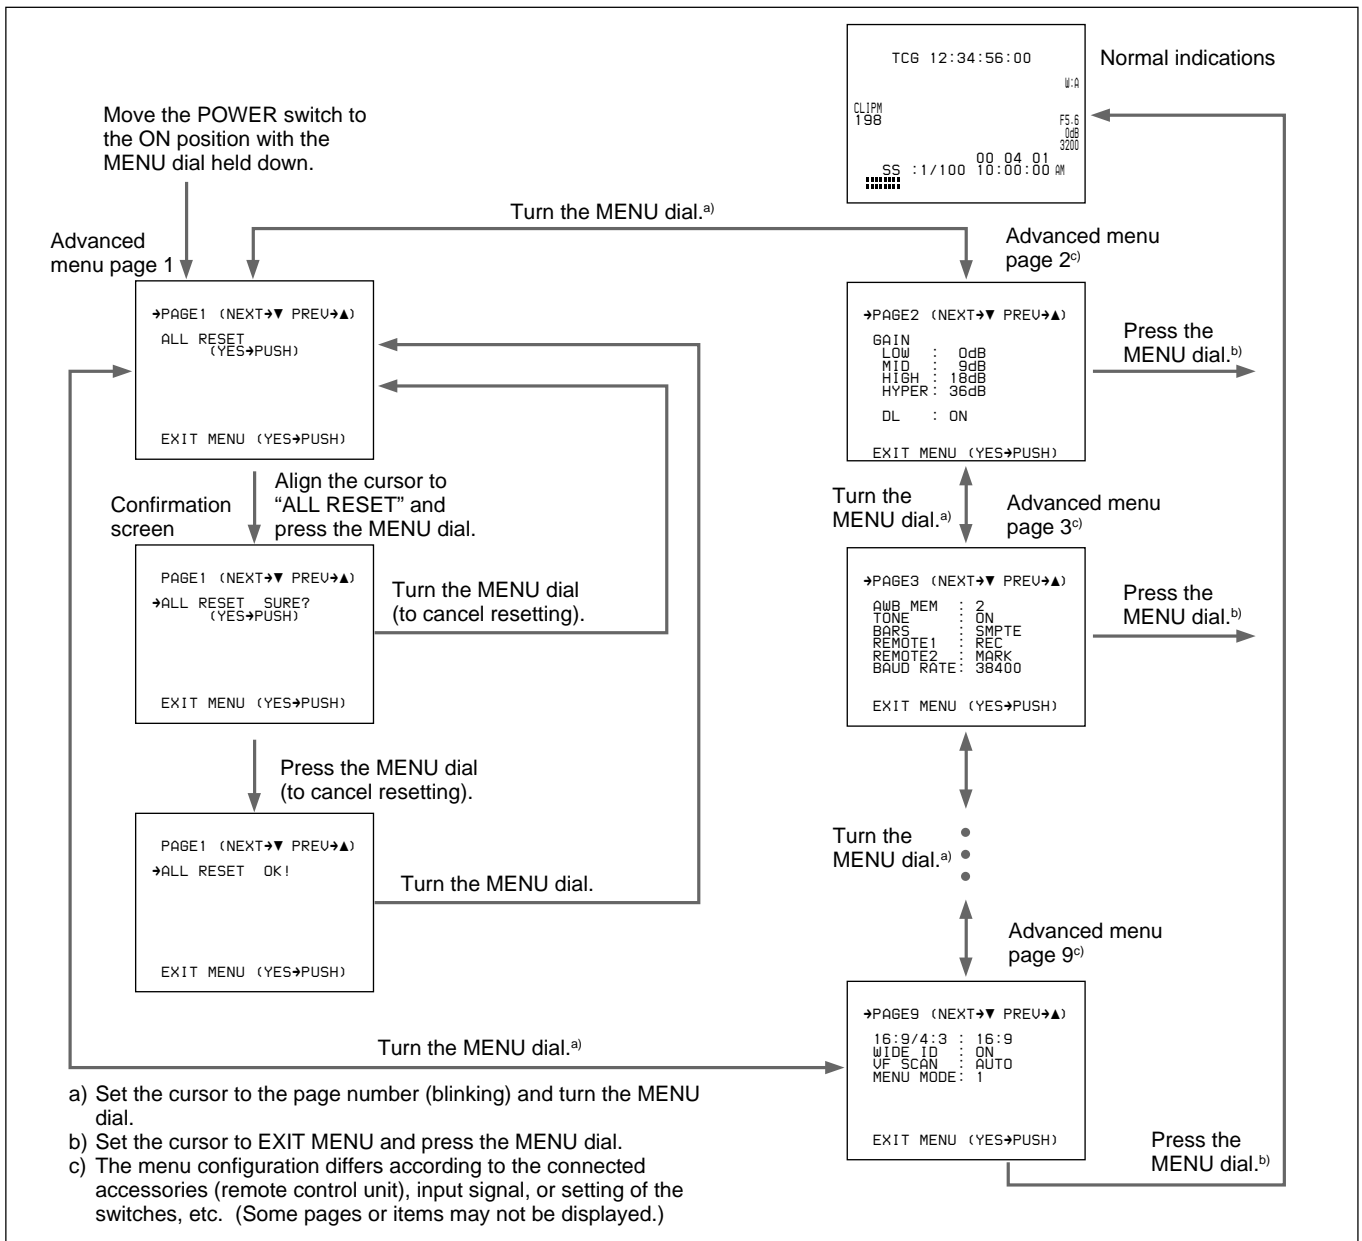 TCG 12:34:56:00
Normal indications
W:A
CLIPM
198
F5.6
0dB
3200
00 04 01
SS :1/100 10:00:00 AM
Move the POWER switch to
the ON position with the
MENU dial held down.
Turn the MENU dial.a)
Advanced
menu page 1
➔PAGE1 (NEXT➔▼ PREV➔▲)
ALL RESET
(YES➔PUSH)
EXIT MENU (YES➔PUSH)
Advanced menu
page 2c)
➔PAGE2 (NEXT➔▼ PREV➔▲)
GAIN
LOW : 0dB
MID : 9dB
HIGH : 18dB
HYPER: 36dB
DL : ON
EXIT MENU (YES➔PUSH)
Press the
MENU dial.b)
Confirmation
screen
Align the cursor to
“ALL RESET” and
press the MENU dial.
PAGE1 (NEXT➔▼ PREV➔▲)
➔ALL RESET SURE?
(YES➔PUSH)
EXIT MENU (YES➔PUSH)
Turn the MENU dial
(to cancel resetting).
Turn the
MENU dial.a)
Advanced menu
page 3c)
➔PAGE3 (NEXT➔▼ PREV➔▲)
AWB MEM : 2
TONE : ON
BARS : SMPTE
REMOTE1 : REC
REMOTE2 : MARK
BAUD RATE: 38400
EXIT MENU (YES➔PUSH)
Press the
MENU dial.b)
Press the MENU dial
(to cancel resetting).
PAGE1 (NEXT➔▼ PREV➔▲)
➔ALL RESET OK!
EXIT MENU (YES➔PUSH)
Turn the MENU dial.
Turn the
MENU dial.a)
Advanced menu
page 9c)
➔PAGE9 (NEXT➔▼ PREV➔▲)
16:9/4:3 : 16:9
WIDE ID : ON
VF SCAN : AUTO
MENU MODE: 1
EXIT MENU (YES➔PUSH)
Turn the MENU dial.a)
Press the
MENU dial.b)
a) Set the cursor to the page number (blinking) and turn the MENU
dial.
b) Set the cursor to EXIT MENU and press the MENU dial.
c) The menu configuration differs according to the connected
accessories (remote control unit), input signal, or setting of the
switches, etc. (Some pages or items may not be displayed.)